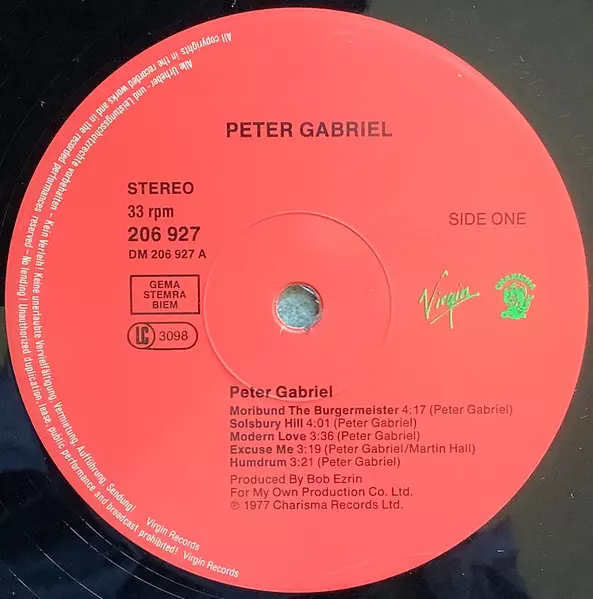 PETER GABRIEL
STEREO
33 rpm
206 927
DM 206 927 A
SIDE ONE
GEMA
STEMRA
BIEM
LC 3098
Virgin
CHARISMA
Peter Gabriel
Moribund The Burgermeister 4:17 (Peter Gabriel)
Solsbury Hill 4:01 (Peter Gabriel)
Modern Love 3:36 (Peter Gabriel)
Excuse Me 3:19 (Peter Gabriel/Martin Hall)
Humdrum 3:21 (Peter Gabriel)
Produced By Bob Ezrin
For My Own Production Co. Ltd.
℗ 1977 Charisma Records Ltd.
Alle Urheber- und Leistungsschutzrechte vorbehalten – Kein Verleih! Keine unerlaubte Vervielfältigung, Vermietung, Aufführung, Sendung! Virgin Records
All copyrights in the recorded works and in the recorded performances reserved – No lending! Unauthorized duplication, lease, public performance and broadcast prohibited! Virgin Records